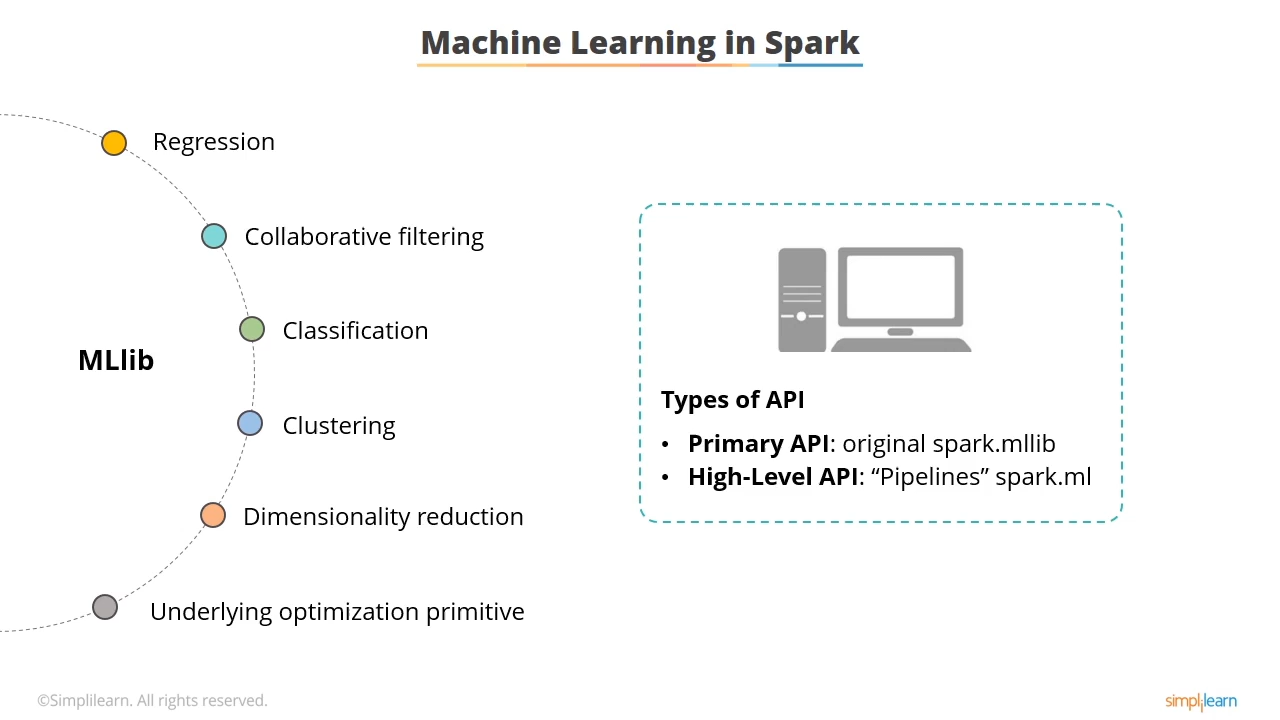 Machine Learning in Spark
Regression
Collaborative filtering
Classification
MLlib
Clustering
Dimensionality reduction
Underlying optimization primitive
Types of API
• Primary API: original spark.mllib
• High-Level API: “Pipelines” spark.ml
©Simplilearn. All rights reserved.
simplilearn